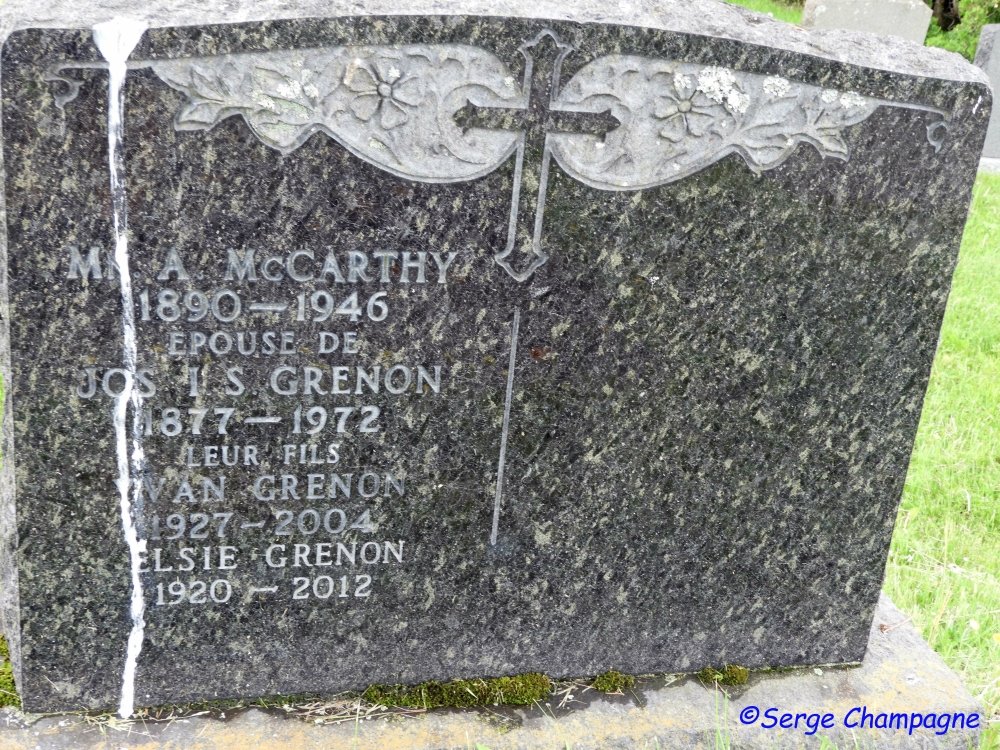 A. McCARTHY
1890 — 1946
EPOUSE DE
JOS I S. GRENON
1877 — 1972
LEUR FILS
GRENON
1927 — 2004
ELSIE GRENON
1920 — 2012
©Serge Champagne